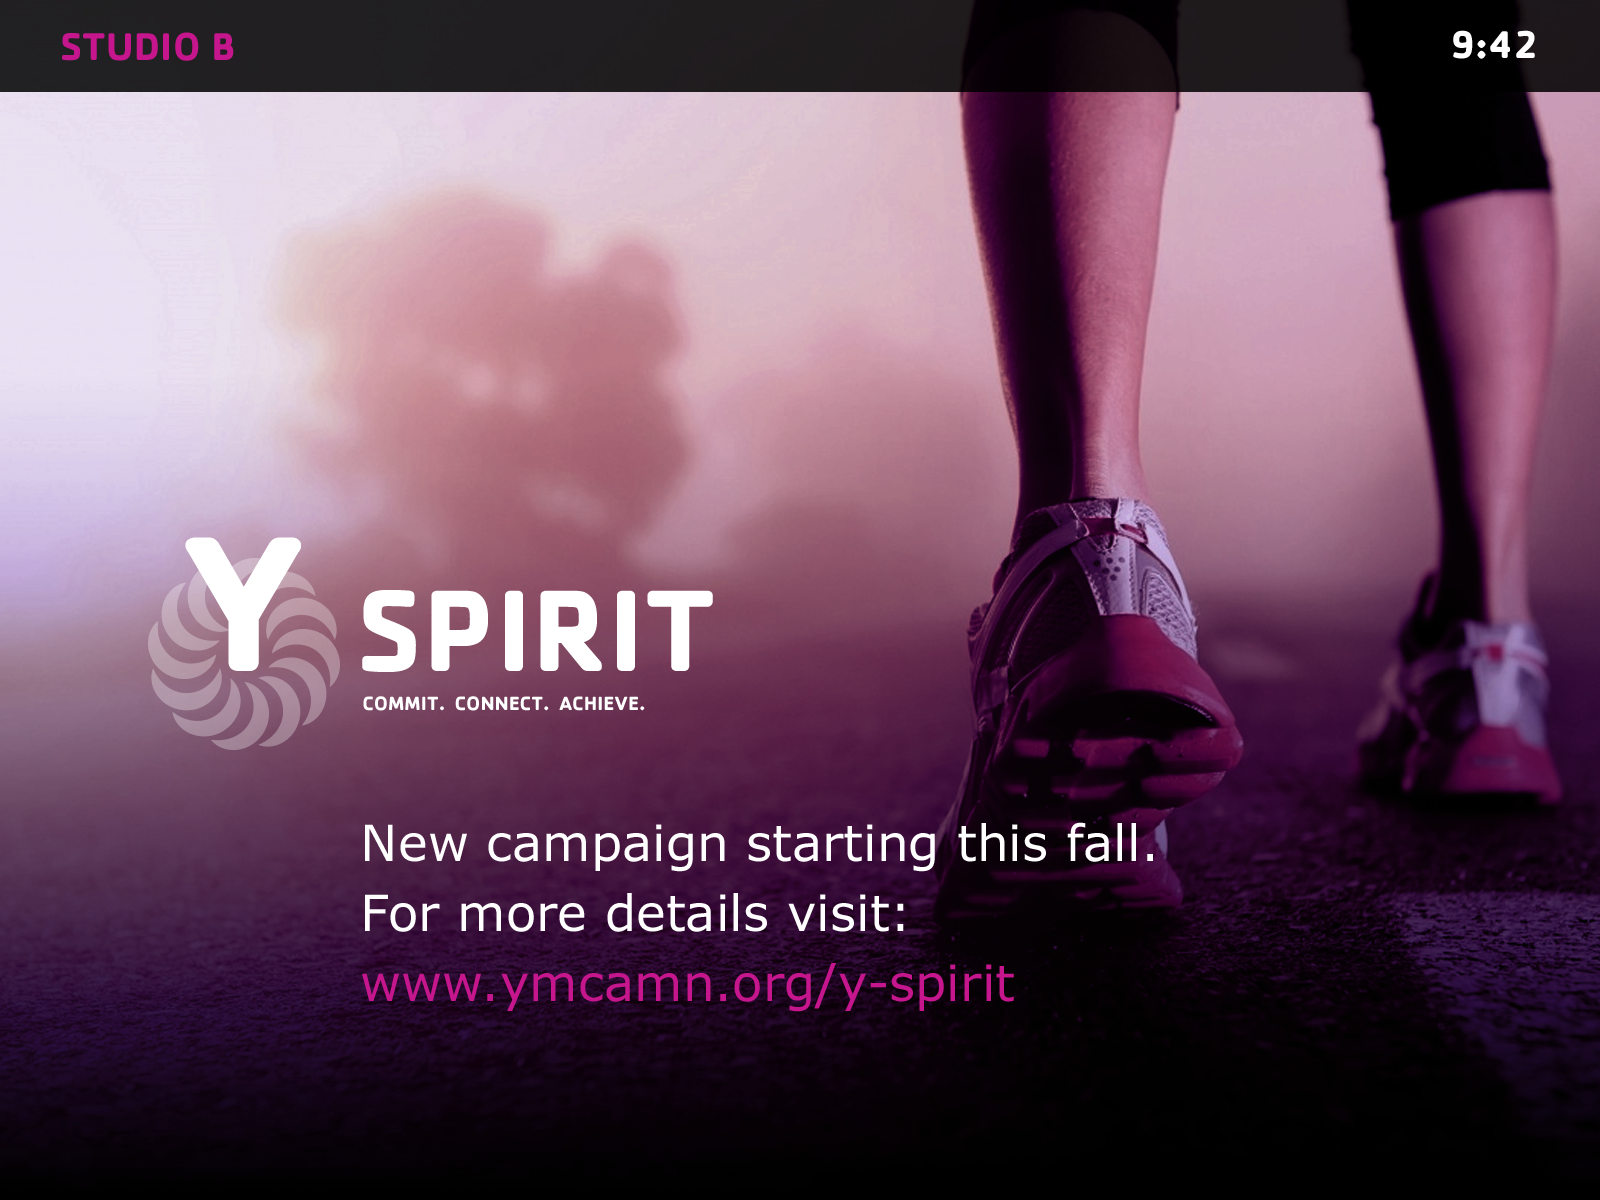 STUDIO B
9:42
Y SPIRIT
COMMIT. CONNECT. ACHIEVE.
New campaign starting this fall.
For more details visit:
www.ymcamn.org/y-spirit